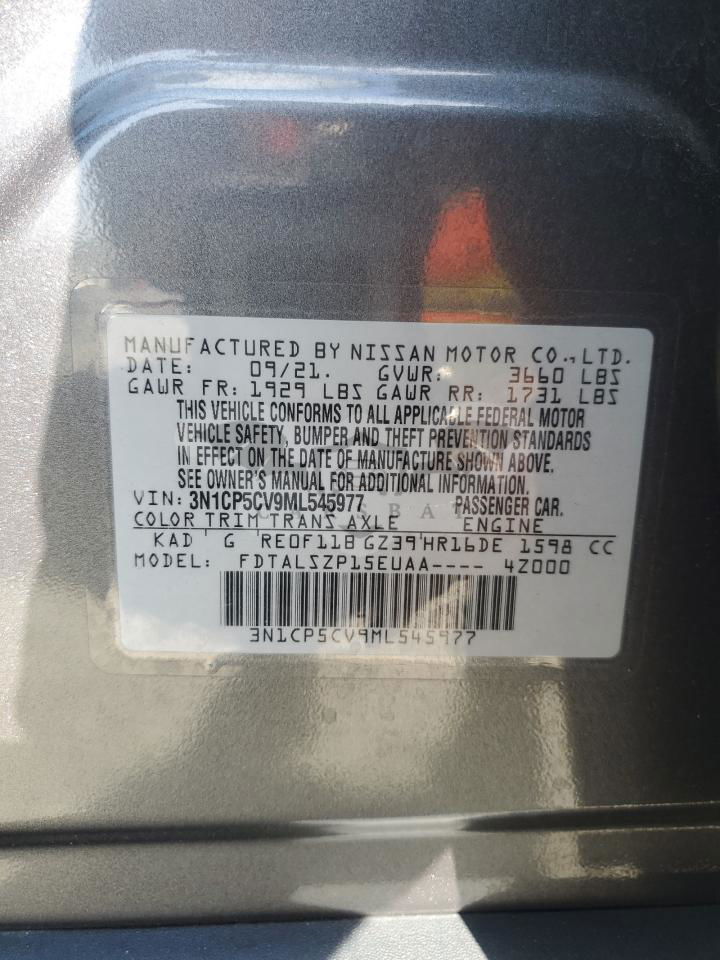 MANUFACTURED BY NISSAN MOTOR CO., LTD.
DATE: 09/21. GVWR: 3660 LBS
GAWR FR: 1929 LBS GAWR RR: 1731 LBS
THIS VEHICLE CONFORMS TO ALL APPLICABLE FEDERAL MOTOR
VEHICLE SAFETY, BUMPER AND THEFT PREVENTION STANDARDS
IN EFFECT ON THE DATE OF MANUFACTURE SHOWN ABOVE.
SEE OWNER'S MANUAL FOR ADDITIONAL INFORMATION.
VIN: 3N1CP5CV9ML545977 PASSENGER CAR.
COLOR TRIM TRANS AXLE ENGINE
KAD G RE0F11B GZ39 HR16DE 1598 CC
MODEL: FDTALSZP15EUAA---- 4Z000
3N1CP5CV9ML545977